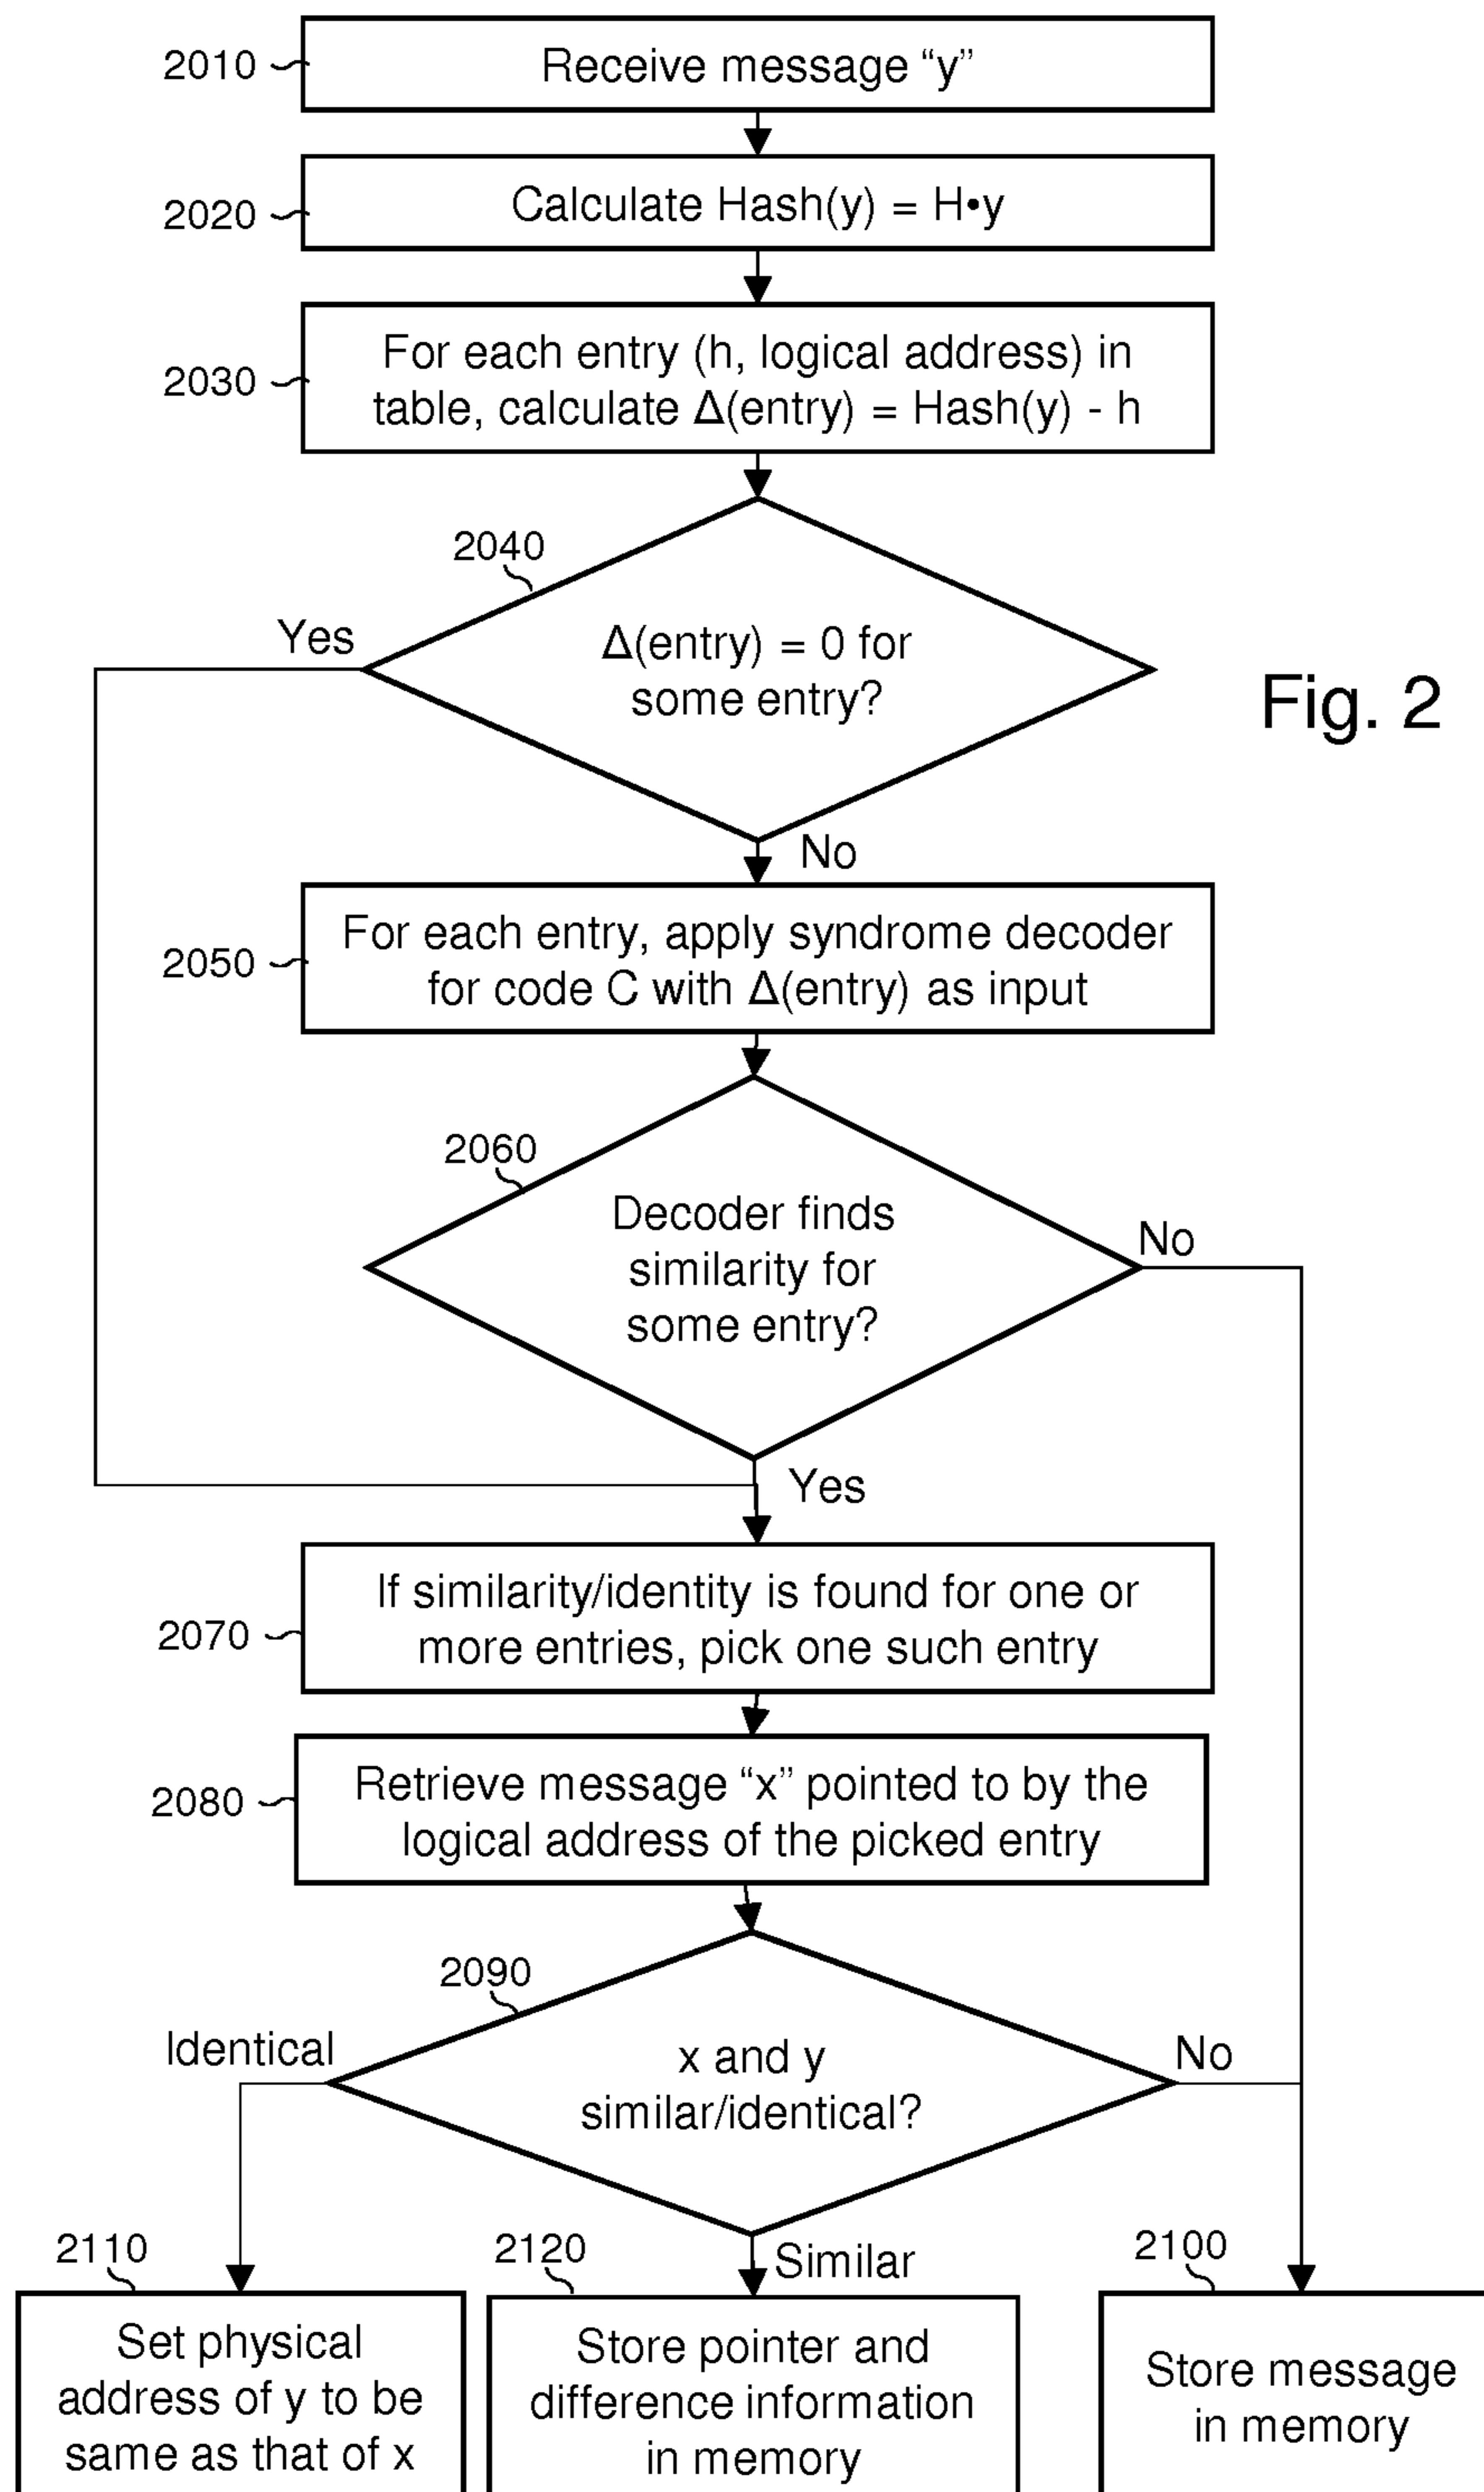 2010
Receive message “y”
2020
Calculate Hash(y) = H•y
2030
For each entry (h, logical address) in
table, calculate Δ(entry) = Hash(y) - h
2040
Yes
Δ(entry) = 0 for
some entry?
Fig. 2
No
2050
For each entry, apply syndrome decoder
for code C with Δ(entry) as input
2060
Decoder finds
similarity for
some entry?
No
Yes
2070
If similarity/identity is found for one or
more entries, pick one such entry
2080
Retrieve message “x” pointed to by the
logical address of the picked entry
2090
Identical
x and y
similar/identical?
No
Similar
2110
Set physical
address of y to be
same as that of x
2120
Store pointer and
difference information
in memory
2100
Store message
in memory